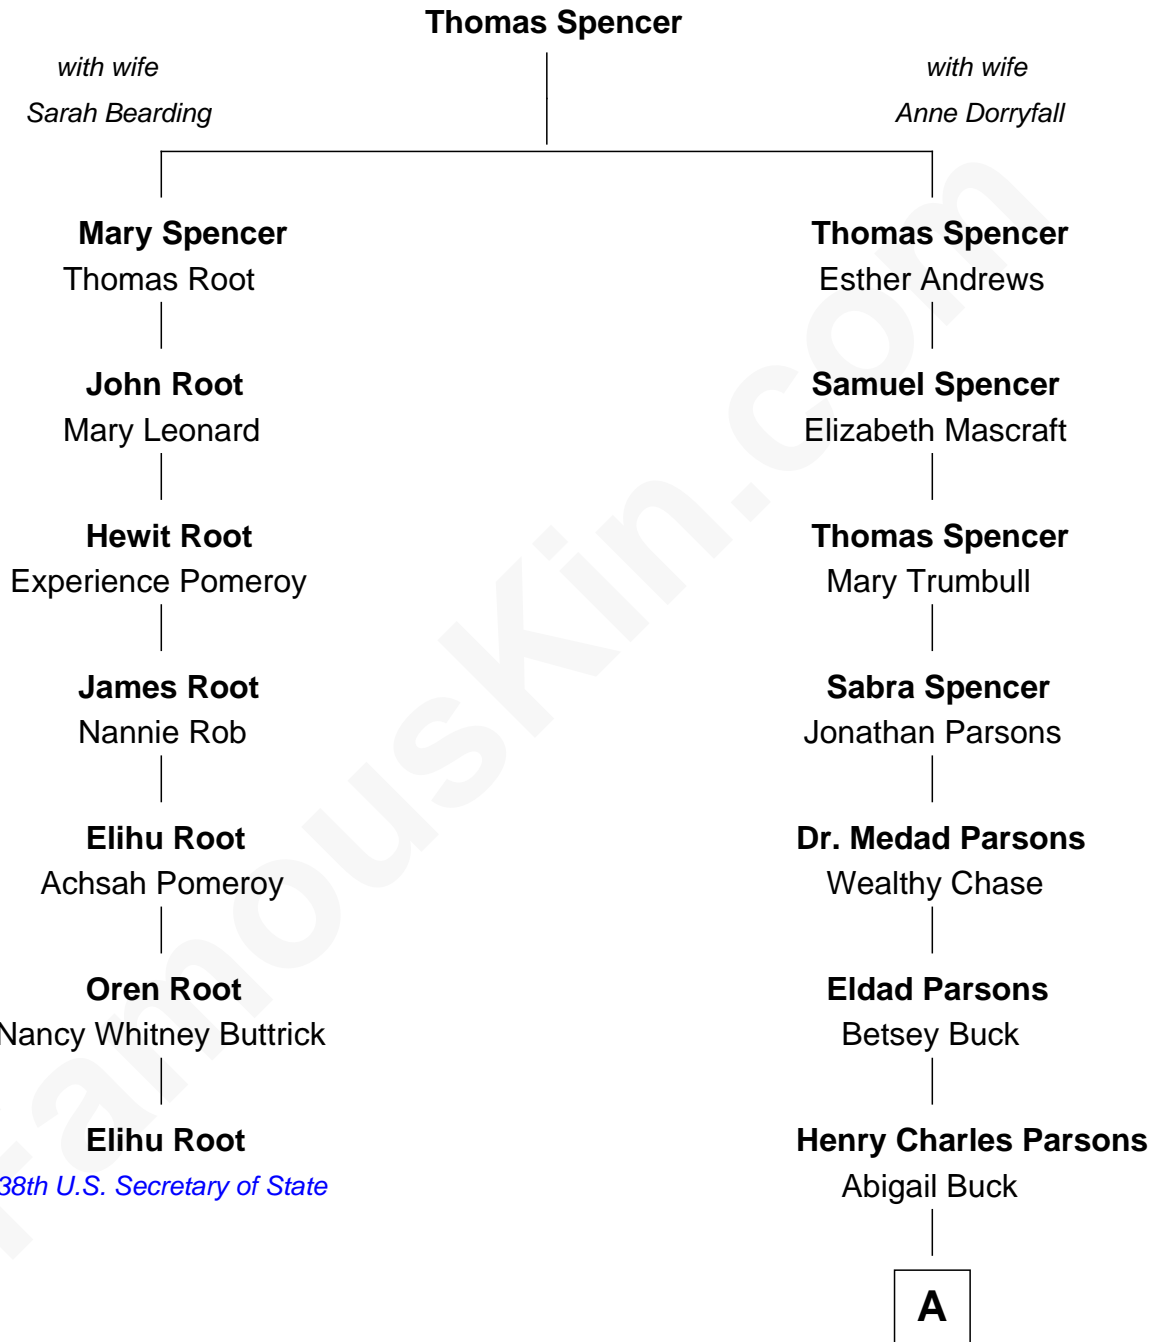 Thomas Spencer
with wife
Sarah Bearding
with wife
Anne Dorryfall
Mary Spencer
Thomas Root
Thomas Spencer
Esther Andrews
John Root
Mary Leonard
Samuel Spencer
Elizabeth Mascraft
Hewit Root
Experience Pomeroy
Thomas Spencer
Mary Trumbull
James Root
Nannie Rob
Sabra Spencer
Jonathan Parsons
Elihu Root
Achsah Pomeroy
Dr. Medad Parsons
Wealthy Chase
Oren Root
Nancy Whitney Buttrick
Eldad Parsons
Betsey Buck
Elihu Root
38th U.S. Secretary of State
Henry Charles Parsons
Abigail Buck
A
FamousKin.com